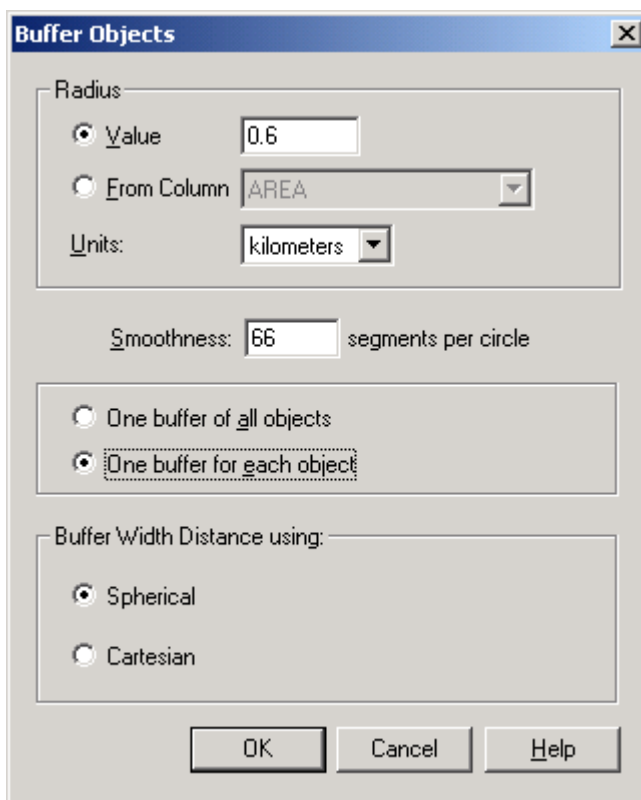 Buffer Objects
Radius
Value 0.6
From Column AREA
Units: kilometers
Smoothness: 66 segments per circle
One buffer of all objects
One buffer for each object
Buffer Width Distance using:
Spherical
Cartesian
OK Cancel Help